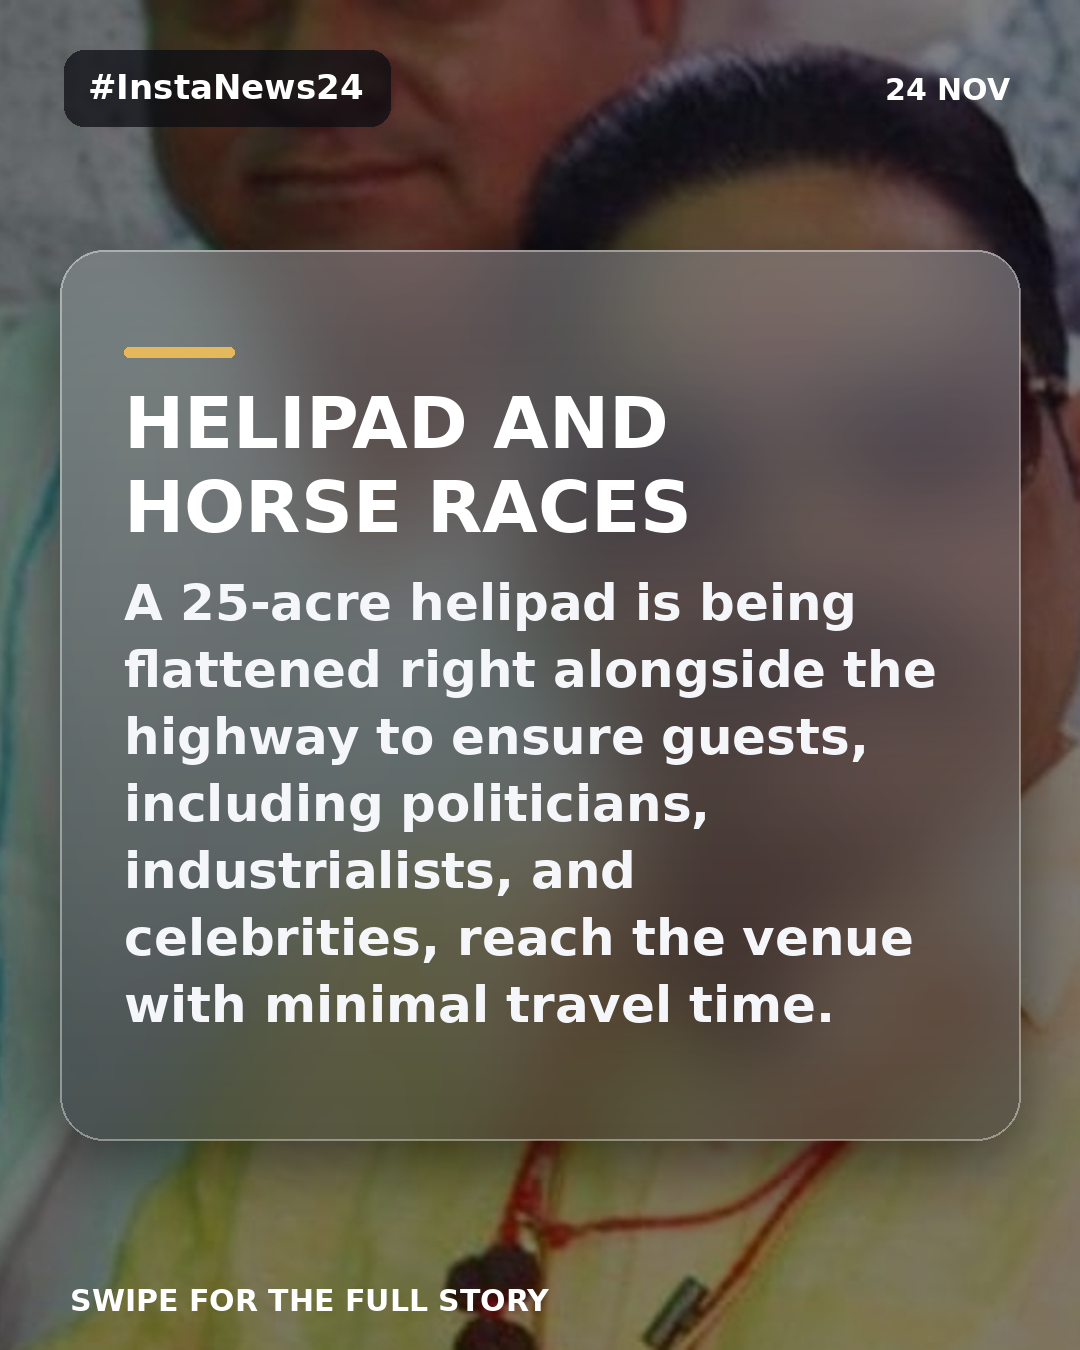 #InstaNews24
24 NOV
HELIPAD AND
HORSE RACES
A 25-acre helipad is being
flattened right alongside the
highway to ensure guests,
including politicians,
industrialists, and
celebrities, reach the venue
with minimal travel time.
SWIPE FOR THE FULL STORY